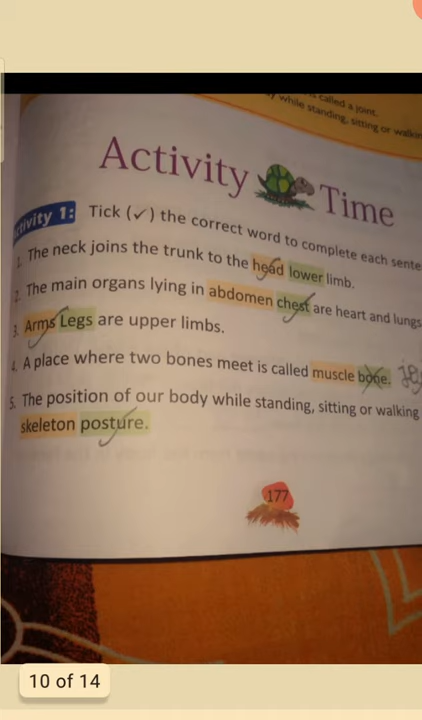 is called a joint.
while standing, sitting or walkin
Activity Time
Activity 1: Tick (✓) the correct word to complete each sente
1. The neck joins the trunk to the head lower limb.
2. The main organs lying in abdomen chest are heart and lungs
3. Arms Legs are upper limbs.
4. A place where two bones meet is called muscle bone.
5. The position of our body while standing, sitting or walking
skeleton posture.
177
10 of 14